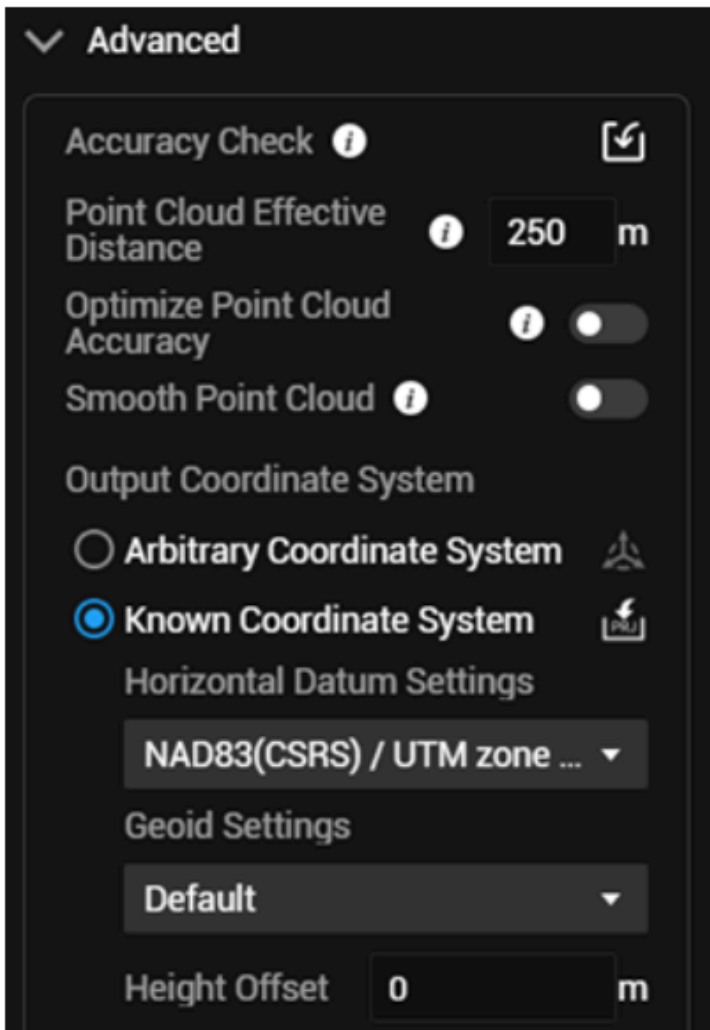 Advanced
Accuracy Check i
Point Cloud Effective
Distance i 250 m
Optimize Point Cloud
Accuracy i
Smooth Point Cloud i
Output Coordinate System
Arbitrary Coordinate System
Known Coordinate System PRJ
Horizontal Datum Settings
NAD83(CSRS) / UTM zone ...
Geoid Settings
Default
Height Offset 0 m